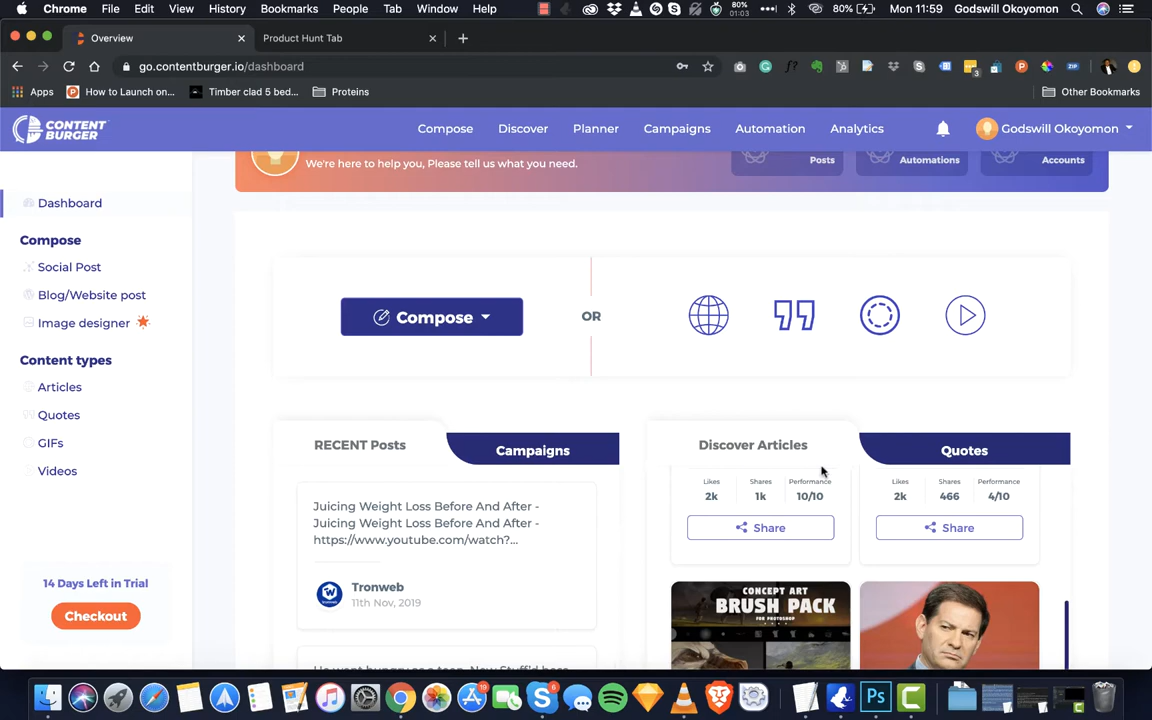 Chrome File Edit View History Bookmarks People Tab Window Help 80% 01:03 80% Mon 11:59 Godswill Okoyomon
Overview Product Hunt Tab
go.contentburger.io/dashboard
Apps How to Launch on... Timber clad 5 bed... Proteins Other Bookmarks
CONTENT
BURGER
Compose Discover Planner Campaigns Automation Analytics Godswill Okoyomon
We're here to help you, Please tell us what you need.
Posts Automations Accounts
Dashboard
Compose
Social Post
Blog/Website post
Image designer
Content types
Articles
Quotes
GIFs
Videos
14 Days Left in Trial
Checkout
Compose
OR
RECENT Posts Campaigns
Juicing Weight Loss Before And After -
Juicing Weight Loss Before And After -
https://www.youtube.com/watch?...
Tronweb
11th Nov, 2019
Discover Articles Quotes
Likes Shares Performance
2k 1k 10/10
Share
Likes Shares Performance
2k 466 4/10
Share
CONCEPT ART
BRUSH PACK
FOR PHOTOSHOP